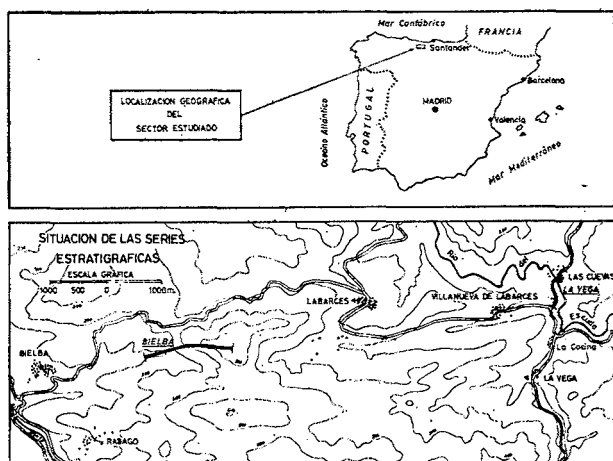 Mar Cantábrico
FRANCIA
Santander
LOCALIZACION GEOGRAFICA
DEL
SECTOR ESTUDIADO
Océano Atlántico
PORTUGAL
MADRID
Barcelona
Valencia
Mar Mediterráneo
SITUACION DE LAS SERIES
ESTRATIGRAFICAS
ESCALA GRAFICA
1000 500 0 1000m.
Río
LAS CUEVAS
LA VEGA
LABARCES
VILLANUEVA DE LABARCES
Escudo
BIELBA
BIELBA
La Cocina
LA VEGA
RABAGO